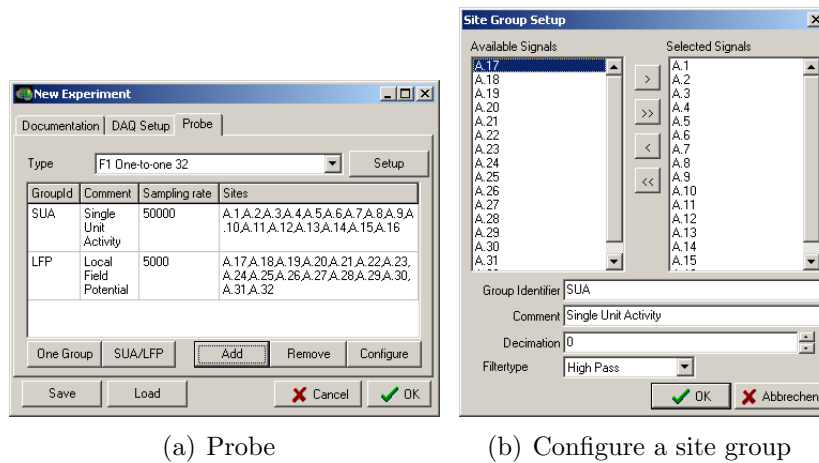 New Experiment
Documentation DAQ Setup Probe
Type F1 One-to-one 32 Setup
GroupId Comment Sampling rate Sites
SUA Single Unit Activity 50000 A.1,A.2,A.3,A.4,A.5,A.6,A.7,A.8,A.9,A
.10,A.11,A.12,A.13,A.14,A.15,A.16
LFP Local Field Potential 5000 A.17,A.18,A.19,A.20,A.21,A.22,A.23,
A.24,A.25,A.26,A.27,A.28,A.29,A.30,
A.31,A.32
One Group SUA/LFP Add Remove Configure
Save Load Cancel OK
(a) Probe
Site Group Setup
Available Signals
A.17
A.18
A.19
A.20
A.21
A.22
A.23
A.24
A.25
A.26
A.27
A.28
A.29
A.30
A.31
>
>>
<
<<
Selected Signals
A.1
A.2
A.3
A.4
A.5
A.6
A.7
A.8
A.9
A.10
A.11
A.12
A.13
A.14
A.15
Group Identifier SUA
Comment Single Unit Activity
Decimation 0
Filtertype High Pass
OK Abbrechen
(b) Configure a site group